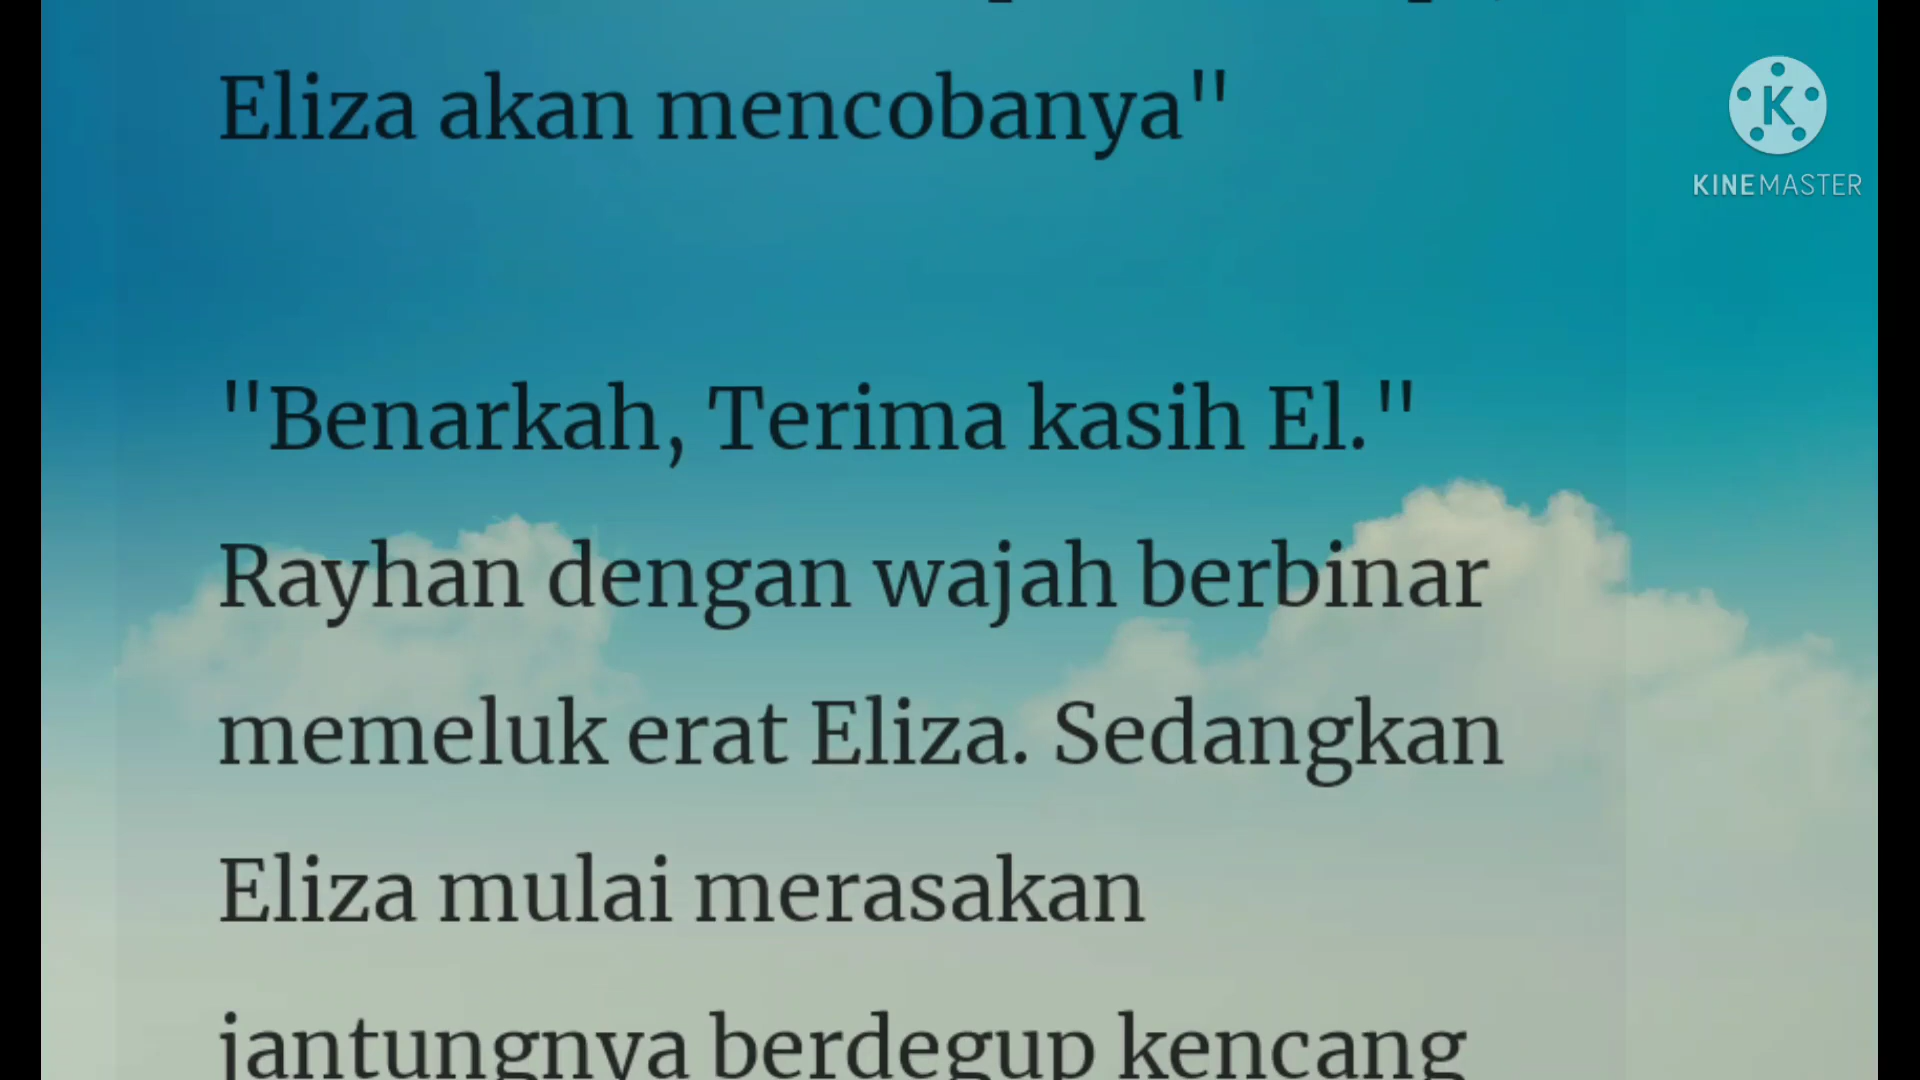 Eliza akan mencobanya"
"Benarkah, Terima kasih El."
Rayhan dengan wajah berbinar
memeluk erat Eliza. Sedangkan
Eliza mulai merasakan
jantungnya berdegup kencang
K
KINEMASTER